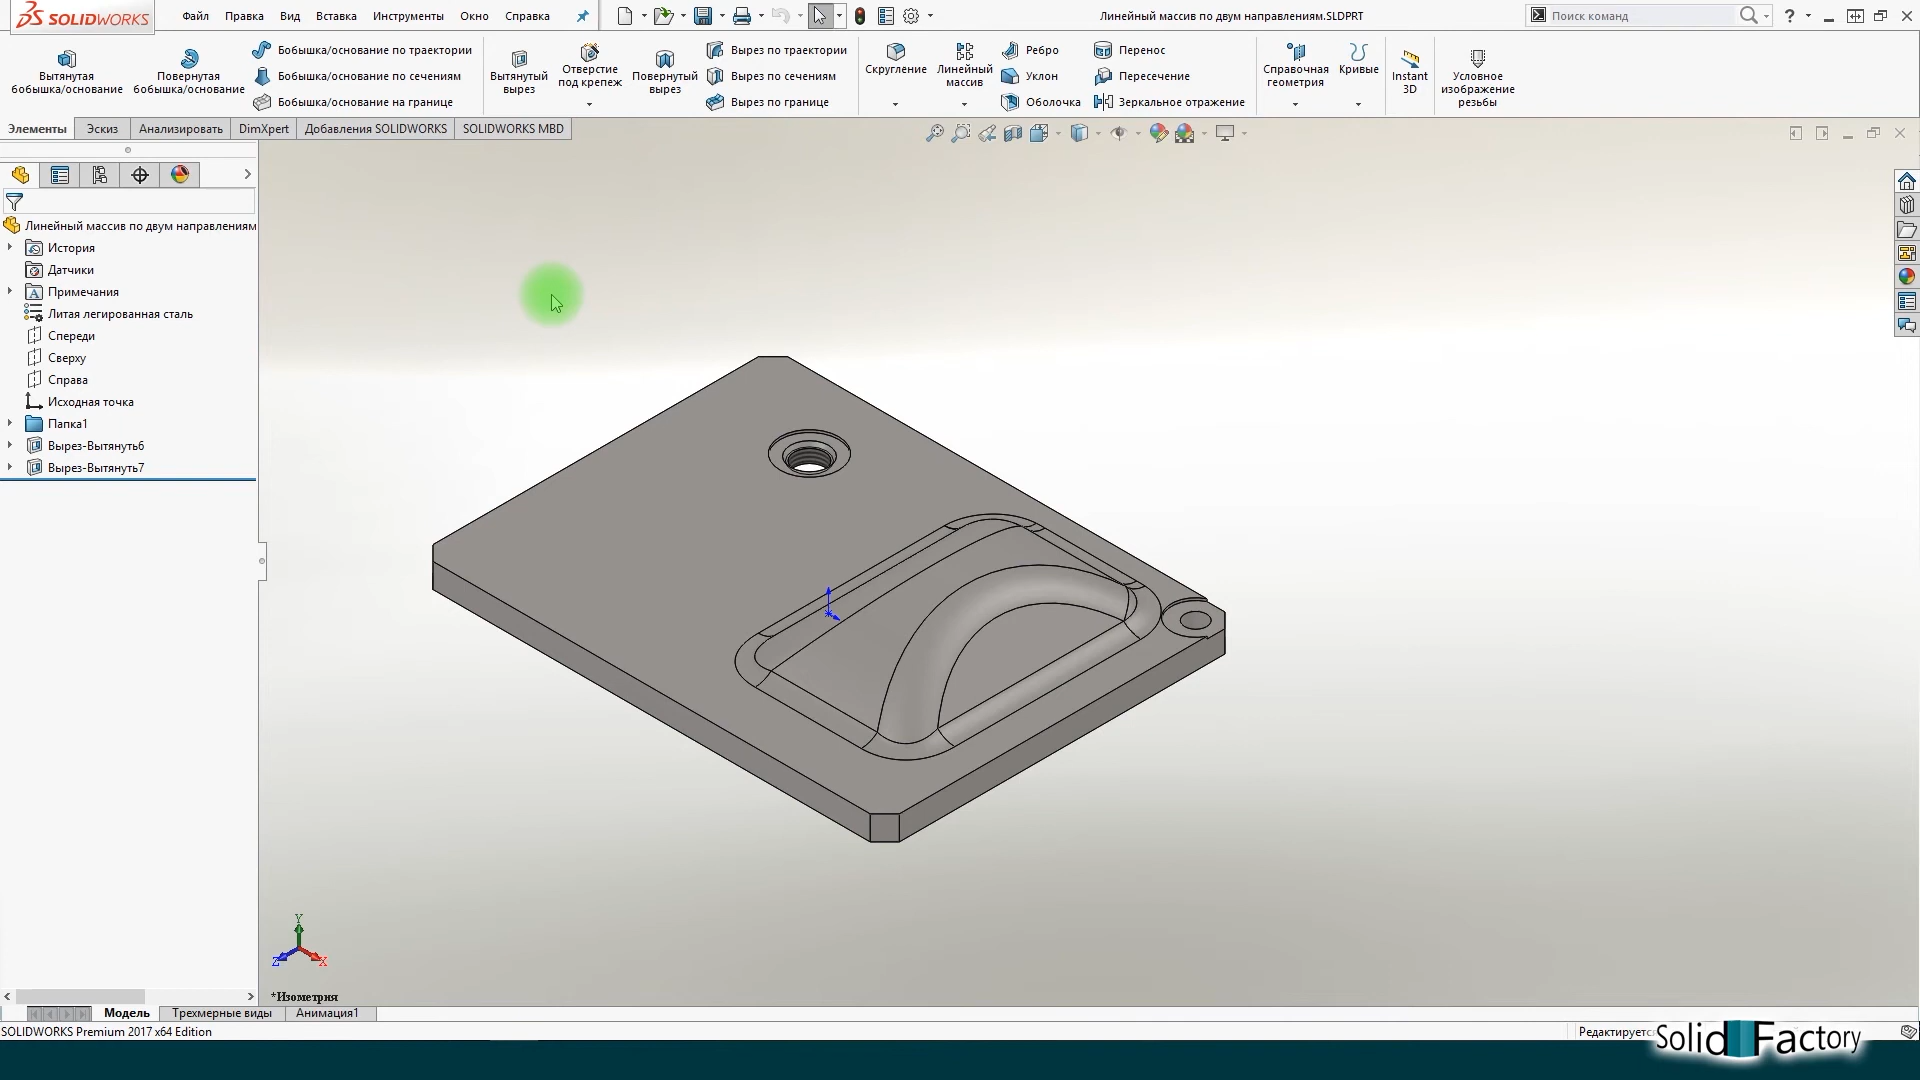 SOLIDWORKS
Файл Правка Вид Вставка Инструменты Окно Справка
Линейный массив по двум направлениям.SLDPRT
Поиск команд
Вытянутая бобышка/основание
Повернутая бобышка/основание
Бобышка/основание по траектории
Бобышка/основание по сечениям
Бобышка/основание на границе
Вытянутый вырез
Отверстие под крепеж
Повернутый вырез
Вырез по траектории
Вырез по сечениям
Вырез по границе
Скругление
Линейный массив
Ребро
Уклон
Оболочка
Перенос
Пересечение
Зеркальное отражение
Справочная геометрия
Кривые
Instant 3D
Условное изображение резьбы
Элементы Эскиз Анализировать DimXpert Добавления SOLIDWORKS SOLIDWORKS MBD
Линейный массив по двум направлениям
История
Датчики
Примечания
Литая легированная сталь
Спереди
Сверху
Справа
Исходная точка
Папка1
Вырез-Вытянуть6
Вырез-Вытянуть7
Y
Z
X
*Изометрия
Модель Трехмерные виды Анимация1
SOLIDWORKS Premium 2017 x64 Edition
Редактируетс
Solid Factory